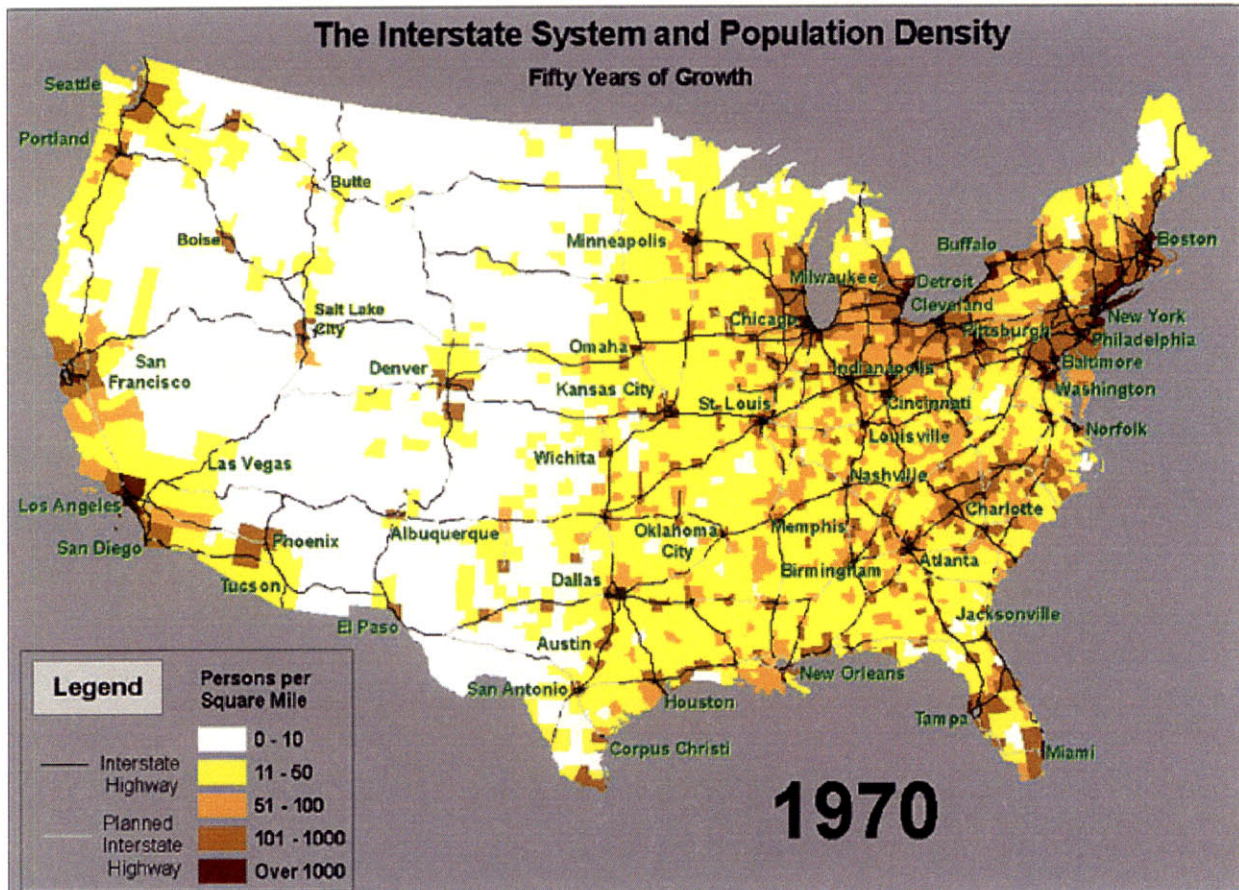 The Interstate System and Population Density
Fifty Years of Growth
Seattle
Portland
Butte
Boise
Minneapolis
Buffalo
Boston
Milwaukee
Detroit
Cleveland
Salt Lake
City
Chicago
New York
Pittsburgh
Philadelphia
San
Francisco
Denver
Omaha
Indianapolis
Baltimore
Kansas City
St. Louis
Cincinnati
Washington
Louisville
Norfolk
Las Vegas
Wichita
Nashville
Los Angeles
Charlotte
Phoenix
Albuquerque
Oklahoma
City
Memphis
San Diego
Tucson
Dallas
Birmingham
Atlanta
El Paso
Austin
Jacksonville
San Antonio
Houston
New Orleans
Tampa
Corpus Christi
Miami
Legend
Persons per
Square Mile
0 - 10
11 - 50
51 - 100
101 - 1000
Over 1000
Interstate
Highway
Planned
Interstate
Highway
1970